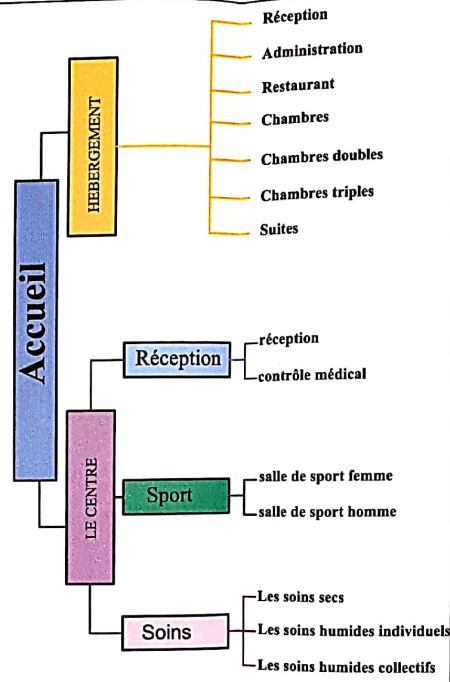 Accueil
HEBERGEMENT
Réception
Administration
Restaurant
Chambres
Chambres doubles
Chambres triples
Suites
LE CENTRE
Réception
réception
contrôle médical
Sport
salle de sport femme
salle de sport homme
Soins
Les soins secs
Les soins humides individuels
Les soins humides collectifs